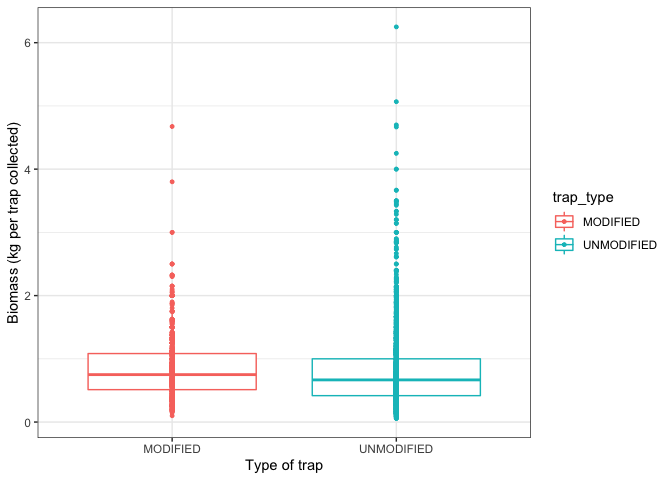 Biomass (kg per trap collected)
6
4
2
0
MODIFIED
UNMODIFIED
Type of trap
trap_type
MODIFIED
UNMODIFIED